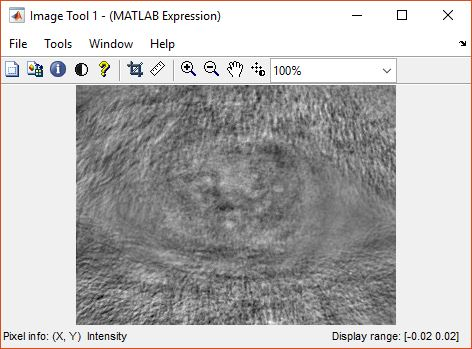 Image Tool 1 - (MATLAB Expression)
File Tools Window Help
100%
Pixel info: (X, Y) Intensity Display range: [-0.02 0.02]